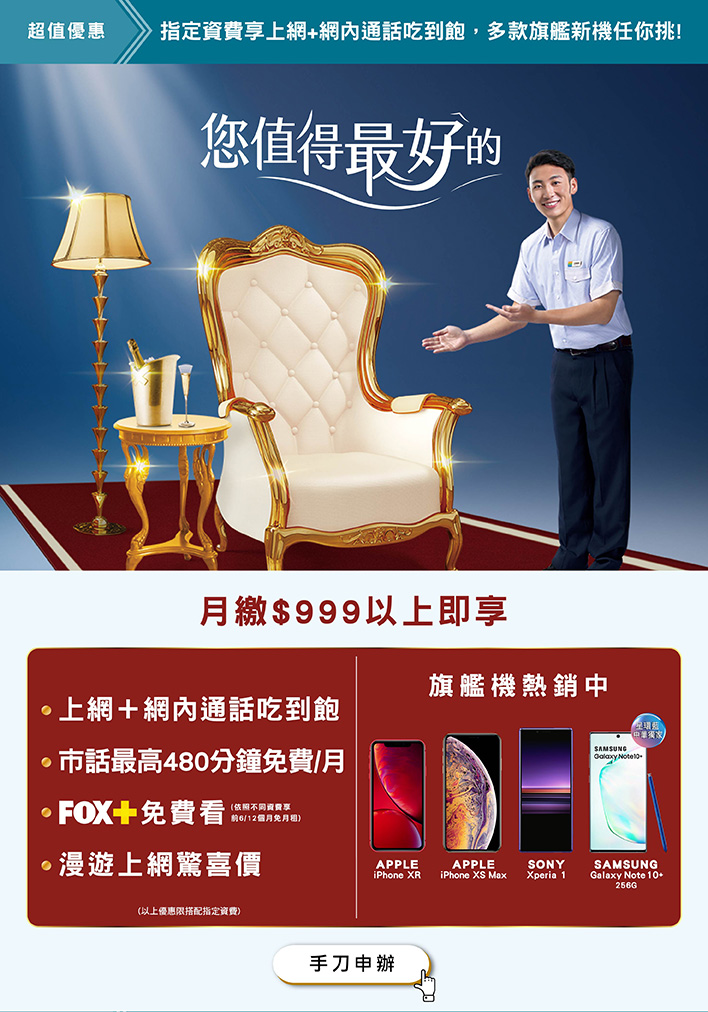 超值優惠
指定資費享上網+網內通話吃到飽，多款旗艦新機任你挑!
您值得最好的
月繳$999以上即享
上網＋網內通話吃到飽
市話最高480分鐘免費/月
FOX+免費看
(依照不同資費享
前6/12個月免月租)
漫遊上網驚喜價
(以上優惠限搭配指定資費)
旗艦機熱銷中
星環藍
中華獨家
SAMSUNG
Galaxy Note10+
APPLE
iPhone XR
APPLE
iPhone XS Max
SONY
Xperia 1
SAMSUNG
Galaxy Note 10+
256G
手刀申辦